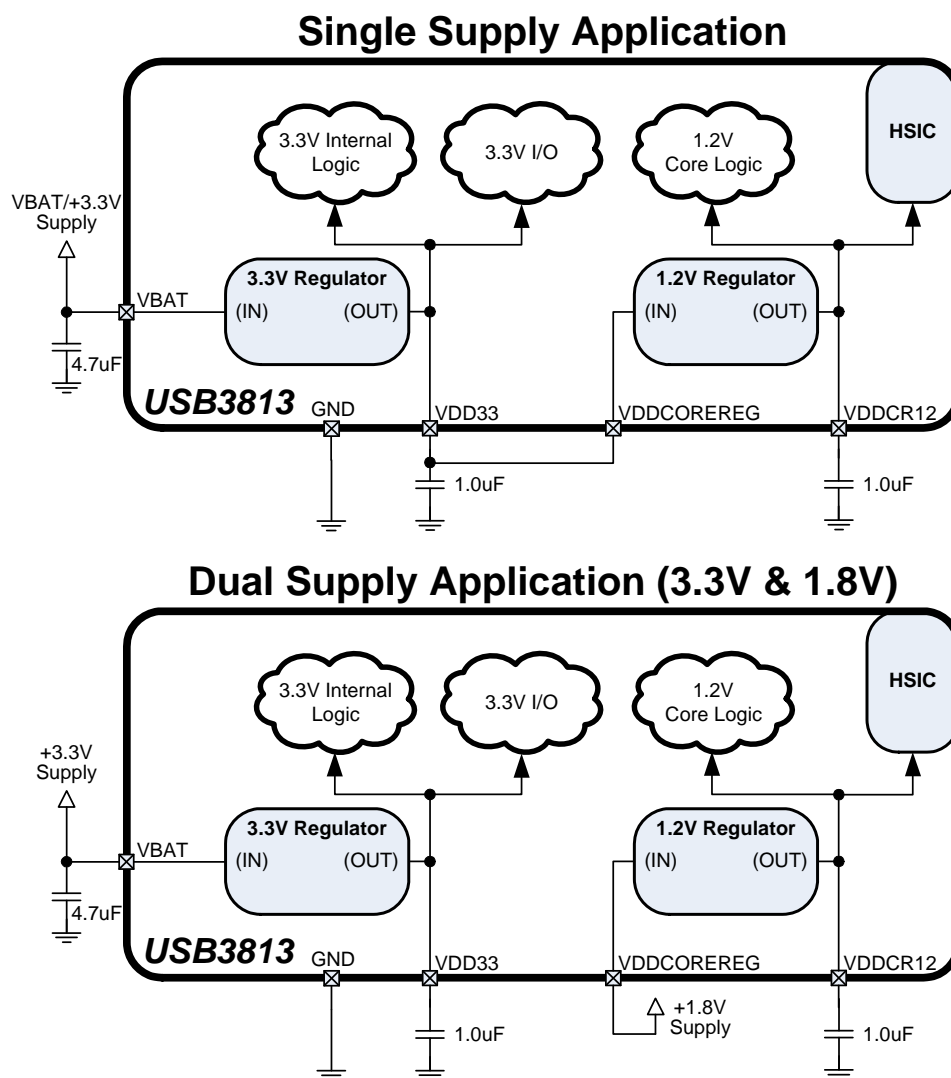 Single Supply Application
3.3V Internal
Logic
3.3V I/O
1.2V
Core Logic
HSIC
VBAT/+3.3V
Supply
VBAT
3.3V Regulator
(IN)
(OUT)
1.2V Regulator
(IN)
(OUT)
4.7uF
USB3813
GND
VDD33
VDDCOREREG
VDDCR12
1.0uF
1.0uF
Dual Supply Application (3.3V & 1.8V)
3.3V Internal
Logic
3.3V I/O
1.2V
Core Logic
HSIC
+3.3V
Supply
VBAT
3.3V Regulator
(IN)
(OUT)
1.2V Regulator
(IN)
(OUT)
4.7uF
USB3813
GND
VDD33
VDDCOREREG
VDDCR12
1.0uF
+1.8V
Supply
1.0uF